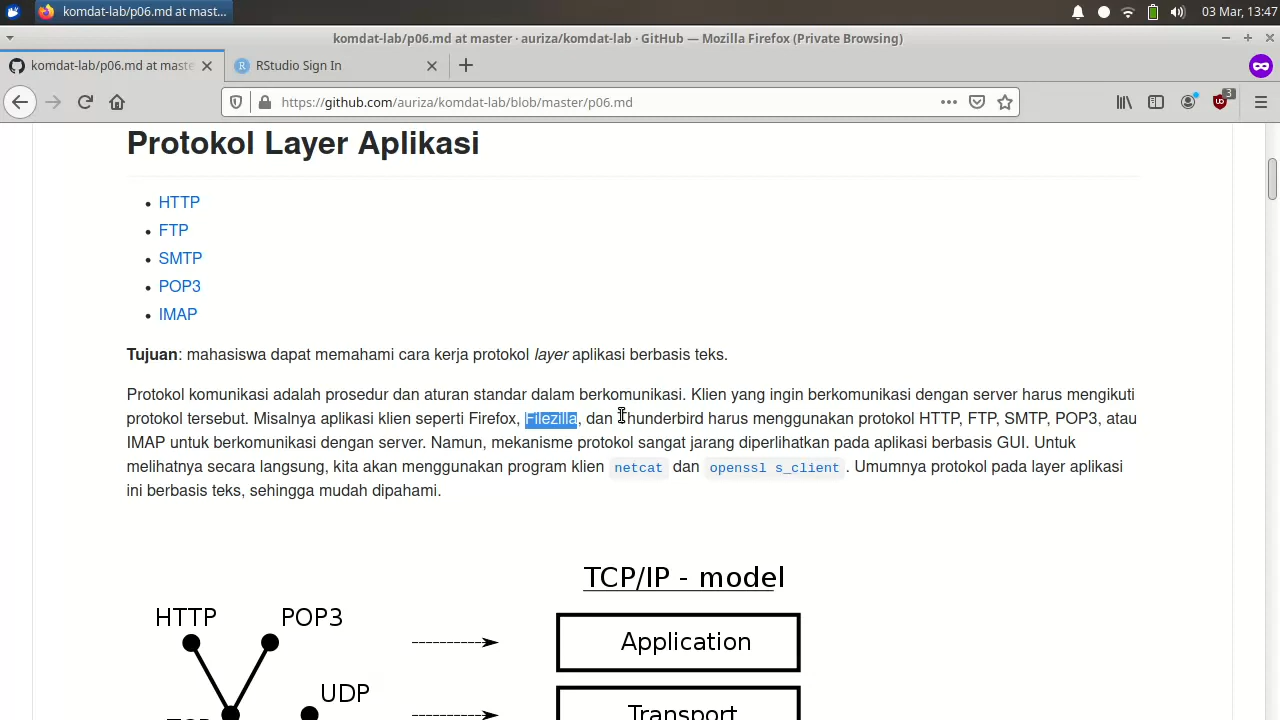 komdat-lab/p06.md at mast...
03 Mar, 13:47
komdat-lab/p06.md at master · auriza/komdat-lab · GitHub — Mozilla Firefox (Private Browsing)
komdat-lab/p06.md at maste
RStudio Sign In
https://github.com/auriza/komdat-lab/blob/master/p06.md
3
Protokol Layer Aplikasi
• HTTP
• FTP
• SMTP
• POP3
• IMAP
Tujuan: mahasiswa dapat memahami cara kerja protokol layer aplikasi berbasis teks.
Protokol komunikasi adalah prosedur dan aturan standar dalam berkomunikasi. Klien yang ingin berkomunikasi dengan server harus mengikuti
protokol tersebut. Misalnya aplikasi klien seperti Firefox, Filezilla, dan Thunderbird harus menggunakan protokol HTTP, FTP, SMTP, POP3, atau
IMAP untuk berkomunikasi dengan server. Namun, mekanisme protokol sangat jarang diperlihatkan pada aplikasi berbasis GUI. Untuk
melihatnya secara langsung, kita akan menggunakan program klien netcat dan openssl s_client. Umumnya protokol pada layer aplikasi
ini berbasis teks, sehingga mudah dipahami.
TCP/IP - model
HTTP
POP3
Application
UDP
TCP
Transport